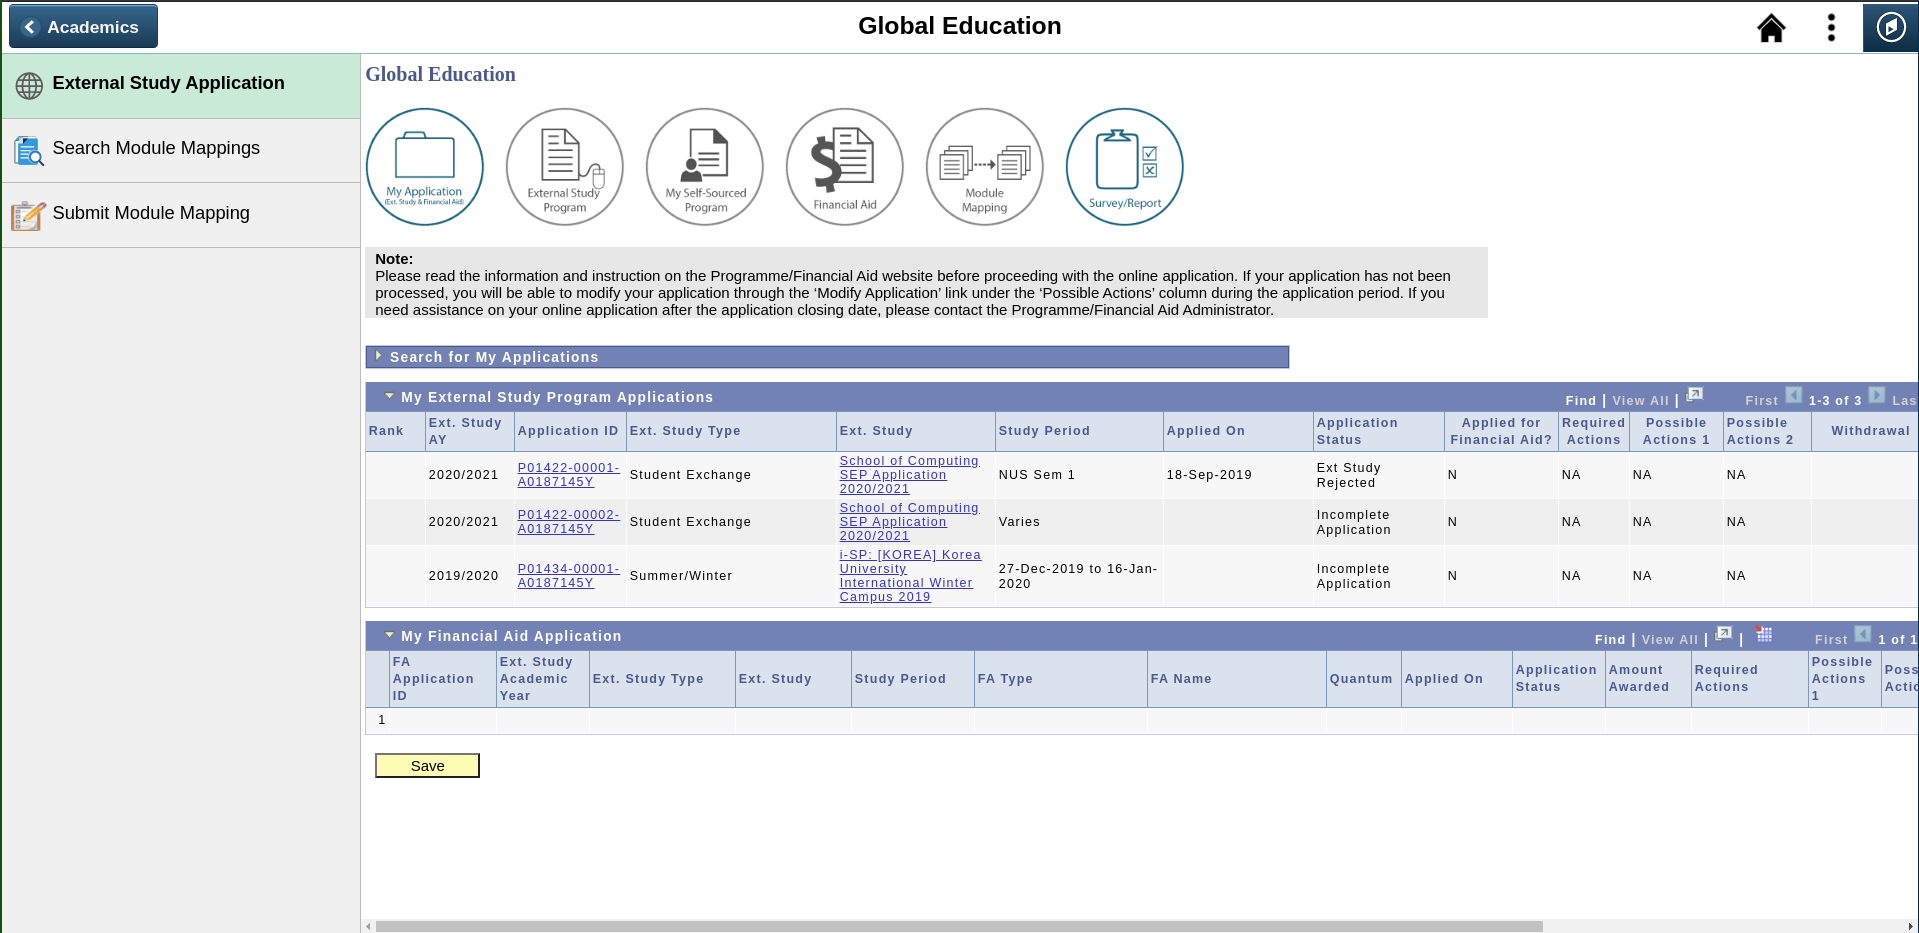 Academics
Global Education
External Study Application
Search Module Mappings
Submit Module Mapping
Global Education
My Application
(Ext. Study & Financial Aid)
External Study
Program
My Self-Sourced
Program
Financial Aid
Module
Mapping
Survey/Report
Note:
Please read the information and instruction on the Programme/Financial Aid website before proceeding with the online application. If your application has not been
processed, you will be able to modify your application through the ‘Modify Application’ link under the ‘Possible Actions’ column during the application period. If you
need assistance on your online application after the application closing date, please contact the Programme/Financial Aid Administrator.
Search for My Applications
My External Study Program Applications Find | View All | First 1-3 of 3 Las
Rank Ext. Study AY Application ID Ext. Study Type Ext. Study Study Period Applied On Application Status Applied for Financial Aid? Required Actions Possible Actions 1 Possible Actions 2 Withdrawal
2020/2021 P01422-00001-A0187145Y Student Exchange School of Computing SEP Application 2020/2021 NUS Sem 1 18-Sep-2019 Ext Study Rejected N NA NA NA
2020/2021 P01422-00002-A0187145Y Student Exchange School of Computing SEP Application 2020/2021 Varies Incomplete Application N NA NA NA
2019/2020 P01434-00001-A0187145Y Summer/Winter i-SP: [KOREA] Korea University International Winter Campus 2019 27-Dec-2019 to 16-Jan-2020 Incomplete Application N NA NA NA
My Financial Aid Application Find | View All | | First 1 of 1
FA Application ID Ext. Study Academic Year Ext. Study Type Ext. Study Study Period FA Type FA Name Quantum Applied On Application Status Amount Awarded Required Actions Possible Actions 1 Poss Actio
1
Save